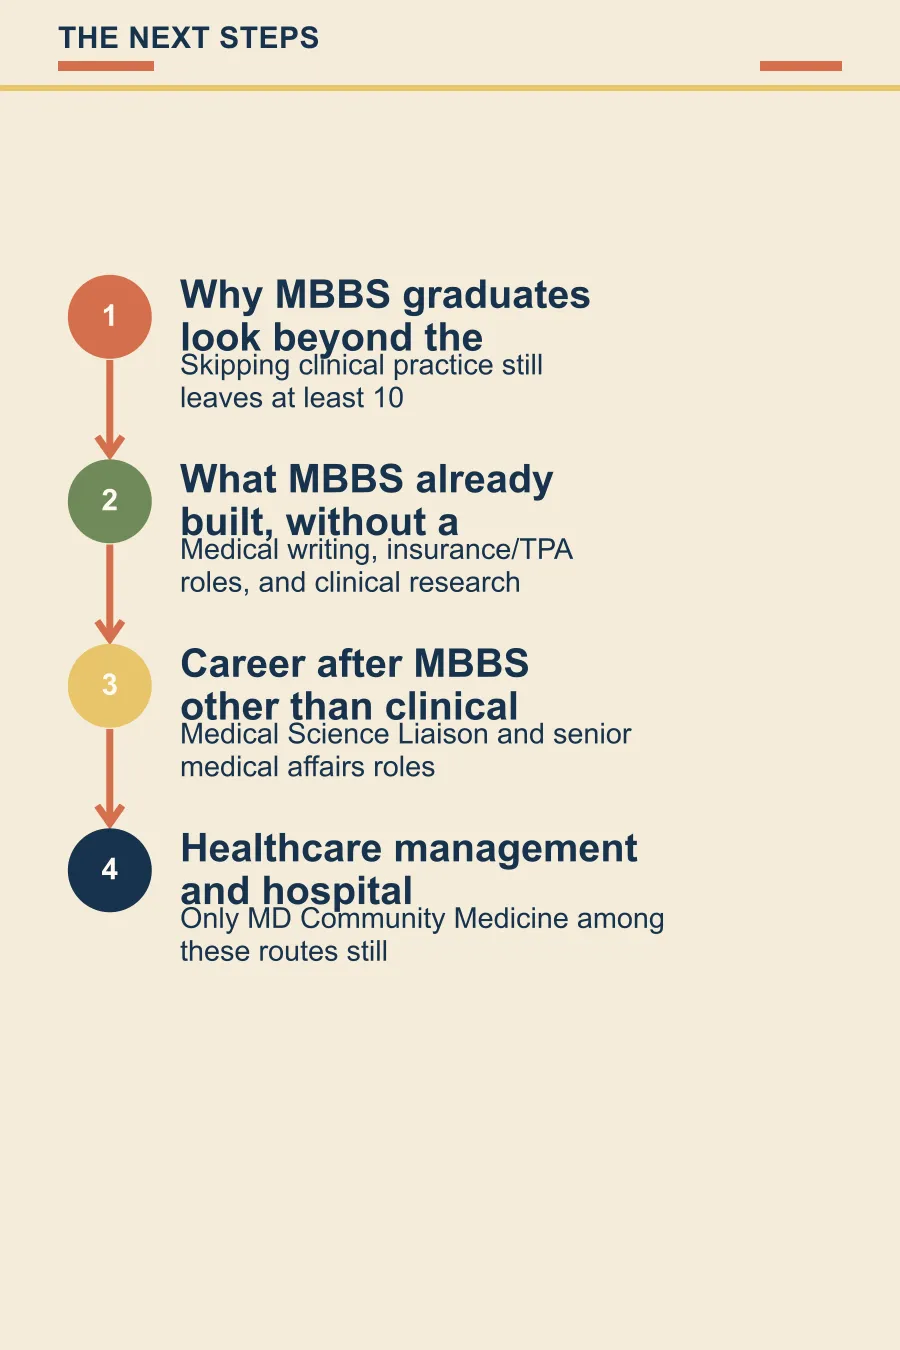 THE NEXT STEPS
1
Why MBBS graduates
look beyond the
Skipping clinical practice still
leaves at least 10
2
What MBBS already
built, without a
Medical writing, insurance/TPA
roles, and clinical research
3
Career after MBBS
other than clinical
Medical Science Liaison and senior
medical affairs roles
4
Healthcare management
and hospital
Only MD Community Medicine among
these routes still